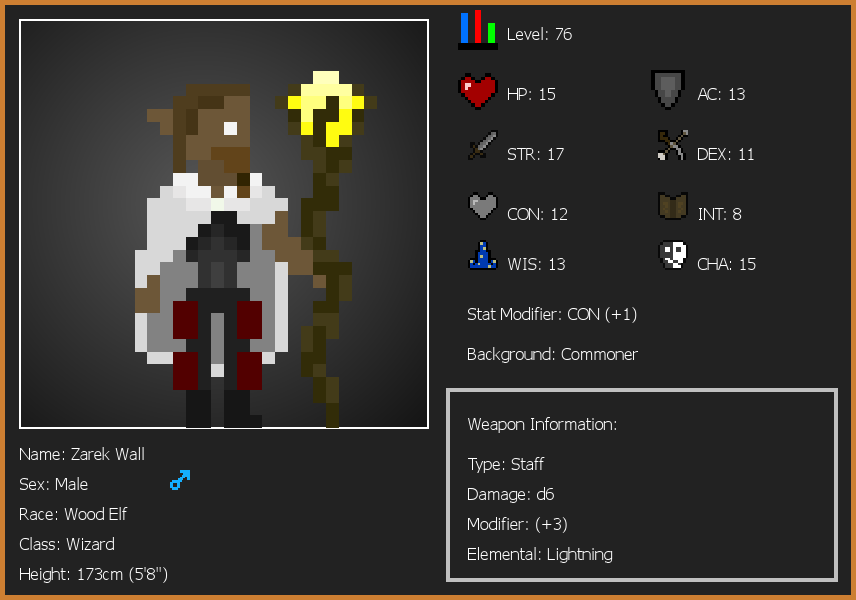 Level: 76
HP: 15
AC: 13
STR: 17
DEX: 11
CON: 12
INT: 8
WIS: 13
CHA: 15
Stat Modifier: CON (+1)
Background: Commoner
Weapon Information:
Type: Staff
Damage: d6
Modifier: (+3)
Elemental: Lightning
Name: Zarek Wall
Sex: Male
Race: Wood Elf
Class: Wizard
Height: 173cm (5'8")